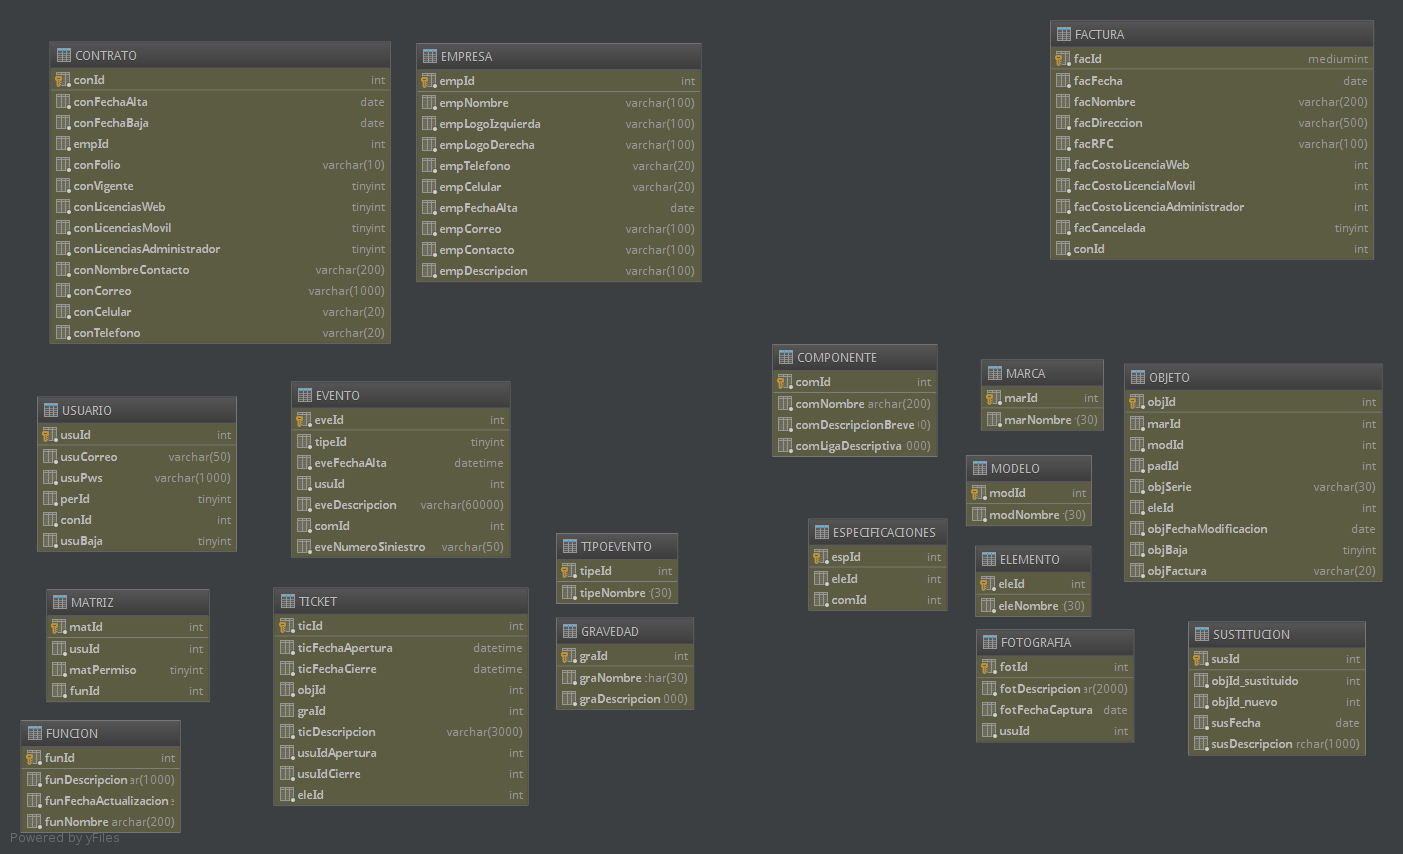 CONTRATO
conId int
conFechaAlta date
conFechaBaja date
empId int
conFolio varchar(10)
conVigente tinyint
conLicenciasWeb tinyint
conLicenciasMovil tinyint
conLicenciasAdministrador tinyint
conNombreContacto varchar(200)
conCorreo varchar(1000)
conCelular varchar(20)
conTelefono varchar(20)
EMPRESA
empId int
empNombre varchar(100)
empLogoIzquierda varchar(100)
empLogoDerecha varchar(100)
empTelefono varchar(20)
empCelular varchar(20)
empFechaAlta date
empCorreo varchar(100)
empContacto varchar(100)
empDescripcion varchar(100)
FACTURA
facId mediumint
facFecha date
facNombre varchar(200)
facDireccion varchar(500)
facRFC varchar(100)
facCostoLicenciaWeb int
facCostoLicenciaMovil int
facCostoLicenciaAdministrador int
facCancelada tinyint
conId int
USUARIO
usuId int
usuCorreo varchar(50)
usuPws varchar(1000)
perId tinyint
conId int
usuBaja tinyint
EVENTO
eveId int
tipeId tinyint
eveFechaAlta datetime
usuId int
eveDescripcion varchar(60000)
comId int
eveNumeroSiniestro varchar(50)
COMPONENTE
comId int
comNombre archar(200)
comDescripcionBreve 0)
comLigaDescriptiva 000)
MARCA
marId int
marNombre (30)
OBJETO
objId int
marId int
modId int
padId int
objSerie varchar(30)
eleId int
objFechaModificacion date
objBaja tinyint
objFactura varchar(20)
MODELO
modId int
modNombre (30)
ESPECIFICACIONES
espId int
eleId int
comId int
TIPOEVENTO
tipeId int
tipeNombre (30)
ELEMENTO
eleId int
eleNombre (30)
MATRIZ
matId int
usuId int
matPermiso tinyint
funId int
TICKET
ticId int
ticFechaApertura datetime
ticFechaCierre datetime
objId int
graId int
ticDescripcion varchar(3000)
usuIdApertura int
usuIdCierre int
eleId int
GRAVEDAD
graId int
graNombre :har(30)
graDescripcion 000)
FOTOGRAFIA
fotId int
fotDescripcion ar(2000)
fotFechaCaptura date
usuId int
SUSTITUCION
susId int
objId_sustituido int
objId_nuevo int
susFecha date
susDescripcion rchar(1000)
FUNCION
funId int
funDescripcion ar(1000)
funFechaActualizacion
funNombre archar(200)
Powered by yFiles